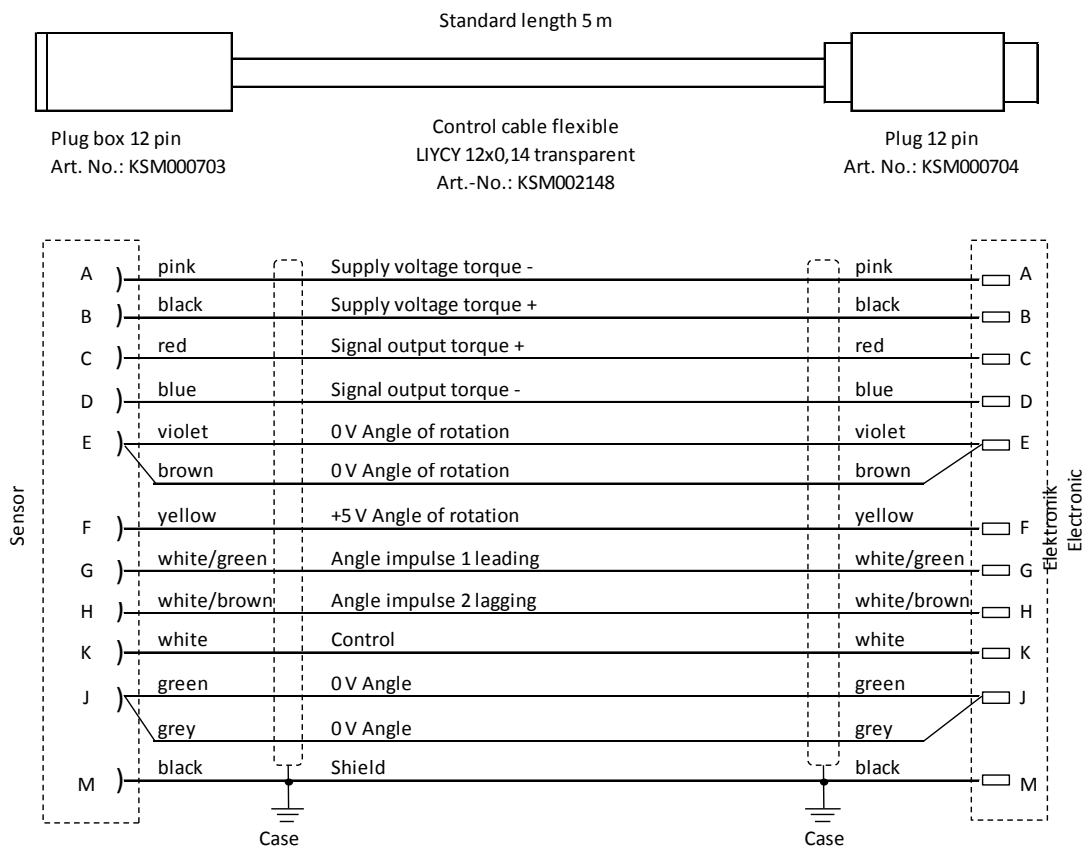 Standard length 5 m
Plug box 12 pin
Art. No.: KSM000703
Control cable flexible
LIYCY 12x0,14 transparent
Art.-No.: KSM002148
Plug 12 pin
Art. No.: KSM000704
Sensor
Elektronik
Electronic
A pink Supply voltage torque - pink A
B black Supply voltage torque + black B
C red Signal output torque + red C
D blue Signal output torque - blue D
E violet 0 V Angle of rotation violet E
brown 0 V Angle of rotation brown
F yellow +5 V Angle of rotation yellow F
G white/green Angle impulse 1 leading white/green G
H white/brown Angle impulse 2 lagging white/brown H
K white Control white K
J green 0 V Angle green J
grey 0 V Angle grey
M black Shield black M
Case Case